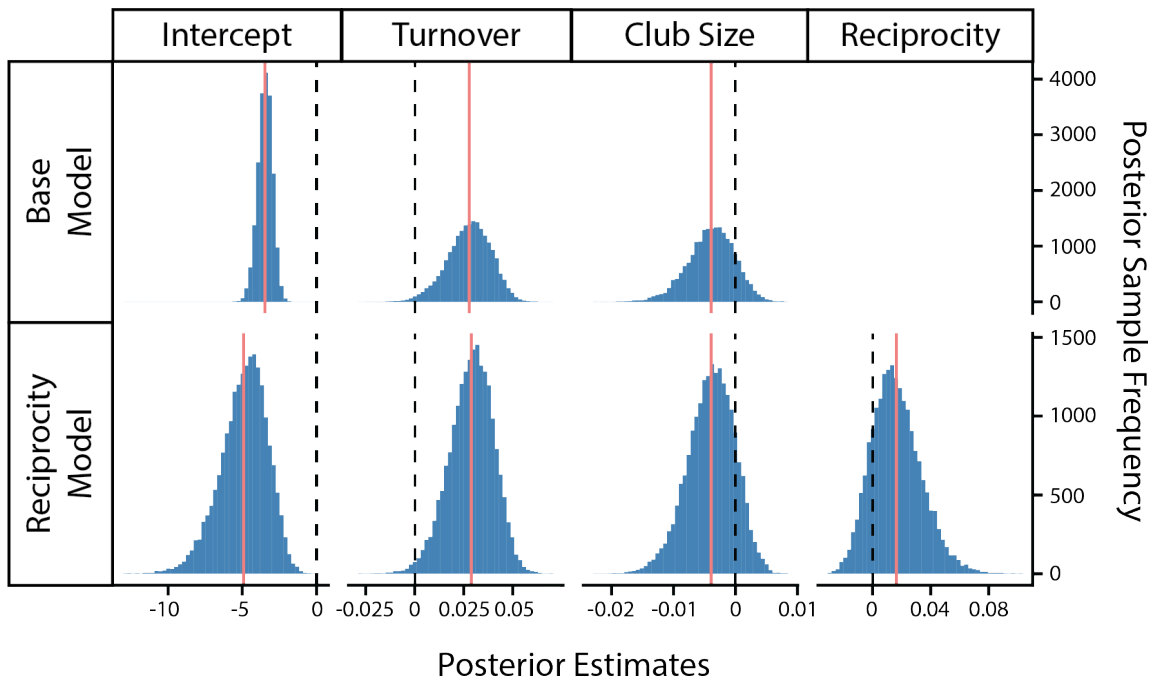 Intercept
Turnover
Club Size
Reciprocity
Base
Model
4000
3000
2000
1000
0
Reciprocity
Model
1500
1000
500
0
Posterior Sample Frequency
-10
-5
0
-0.025
0
0.025
0.05
-0.02
-0.01
0
0.01
0
0.04
0.08
Posterior Estimates